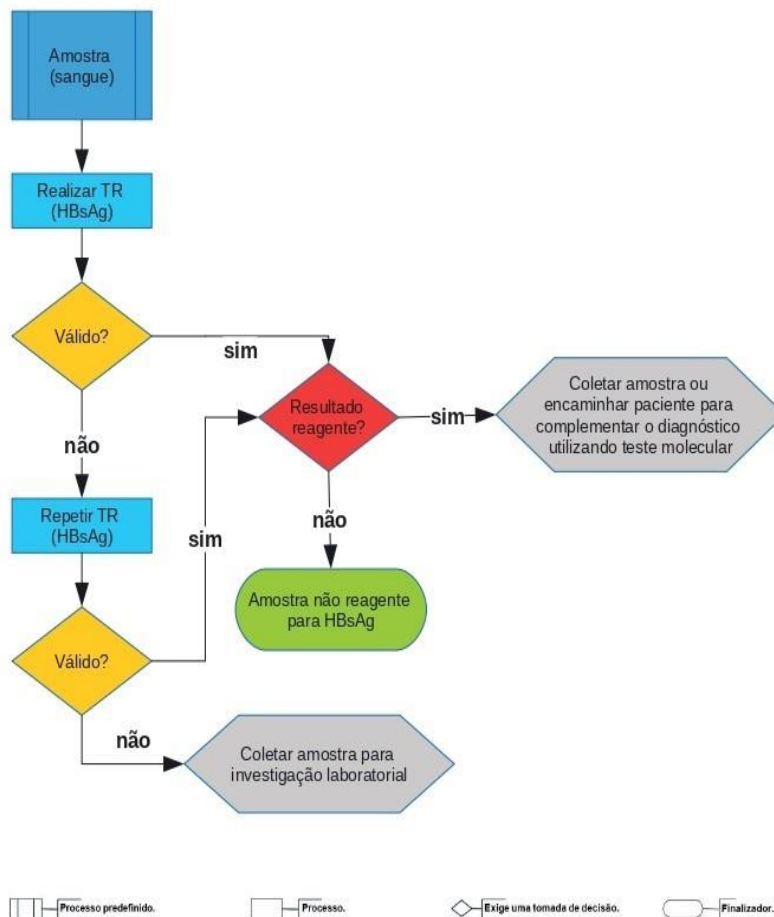 Amostra
(sangue)
Realizar TR
(HBsAg)
Válido?
sim
não
Resultado
reagente?
sim
Coletar amostra ou
encaminhar paciente para
complementar o diagnóstico
utilizando teste molecular
não
Amostra não reagente
para HBsAg
Repetir TR
(HBsAg)
sim
Válido?
não
Coletar amostra para
investigação laboratorial
Processo predefinido.
Processo.
Exige uma tomada de decisão.
Finalizador.